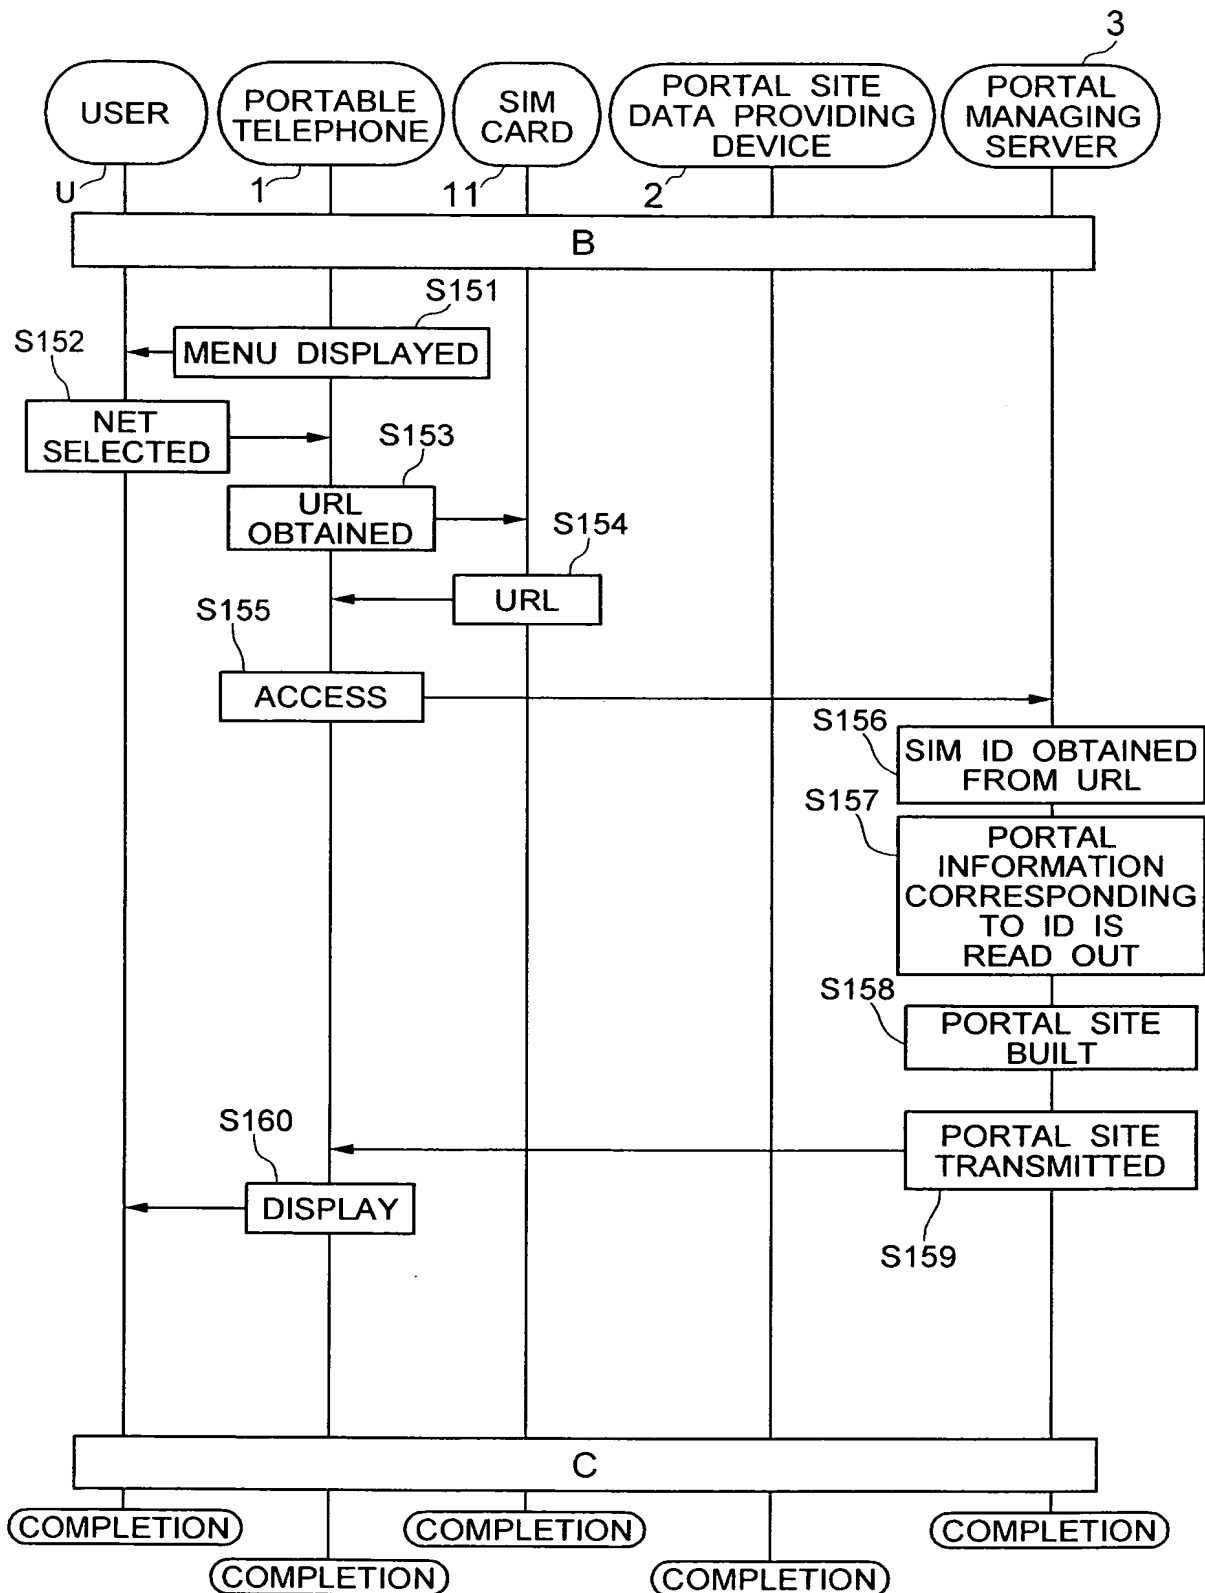 3
USER
PORTABLE
TELEPHONE
SIM
CARD
PORTAL SITE
DATA PROVIDING
DEVICE
PORTAL
MANAGING
SERVER
U
1
11
2
B
S151
MENU DISPLAYED
S152
NET
SELECTED
S153
URL
OBTAINED
S154
URL
S155
ACCESS
S156
SIM ID OBTAINED
FROM URL
S157
PORTAL
INFORMATION
CORRESPONDING
TO ID IS
READ OUT
S158
PORTAL SITE
BUILT
PORTAL SITE
TRANSMITTED
S159
S160
DISPLAY
C
COMPLETION
COMPLETION
COMPLETION
COMPLETION
COMPLETION